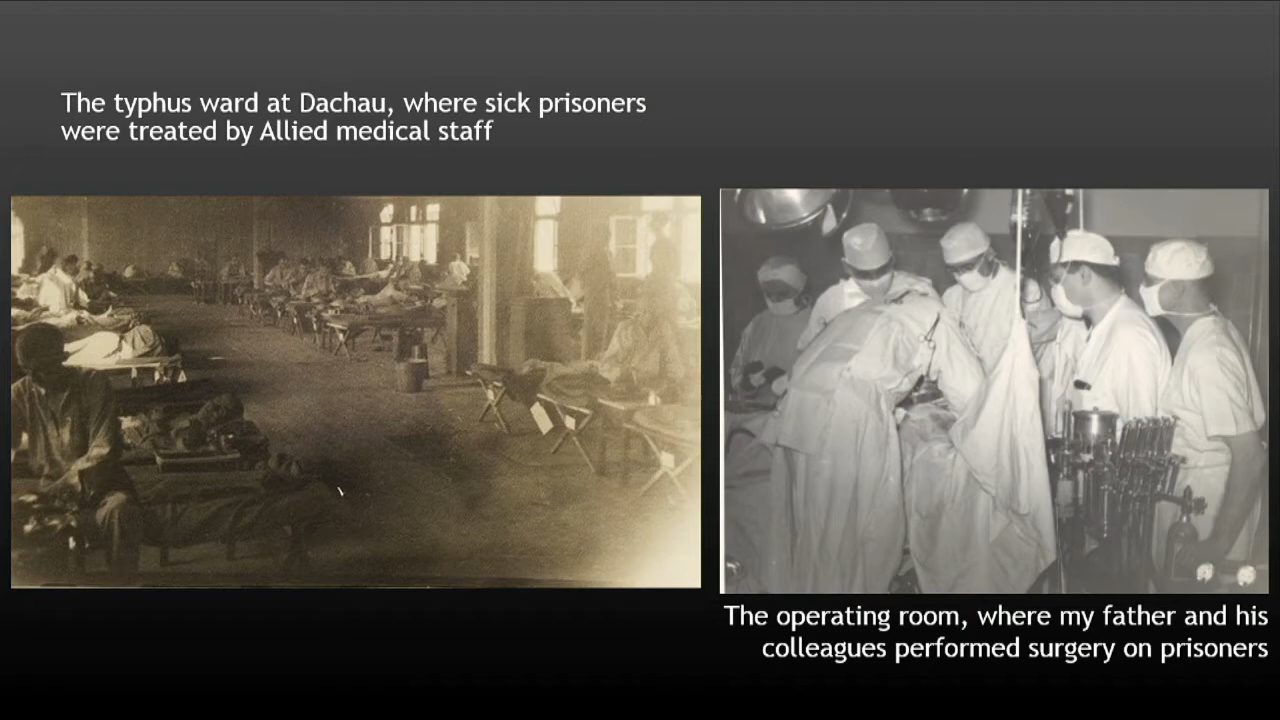 The typhus ward at Dachau, where sick prisoners
were treated by Allied medical staff
The operating room, where my father and his
colleagues performed surgery on prisoners